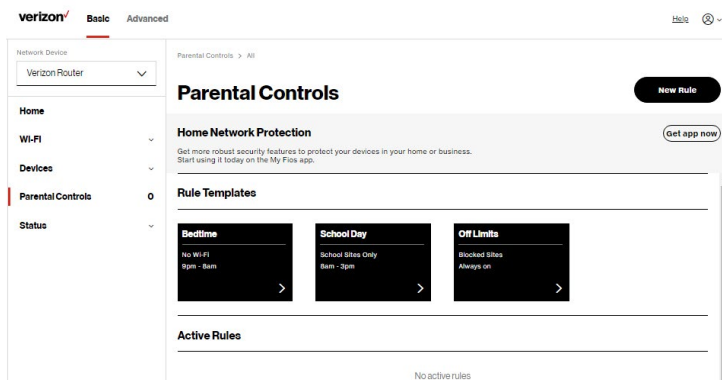 verizon
Basic
Advanced
Help
Network Device
Verizon Router
Home
Wi-Fi
Devices
Parental Controls 0
Status
Parental Controls > All
Parental Controls
New Rule
Home Network Protection
Get app now
Get more robust security features to protect your devices in your home or business.
Start using it today on the My Fios app.
Rule Templates
Bedtime
No Wi-Fi
9pm - 8am
School Day
School Sites Only
8am - 3pm
Off Limits
Blocked Sites
Always on
Active Rules
No active rules